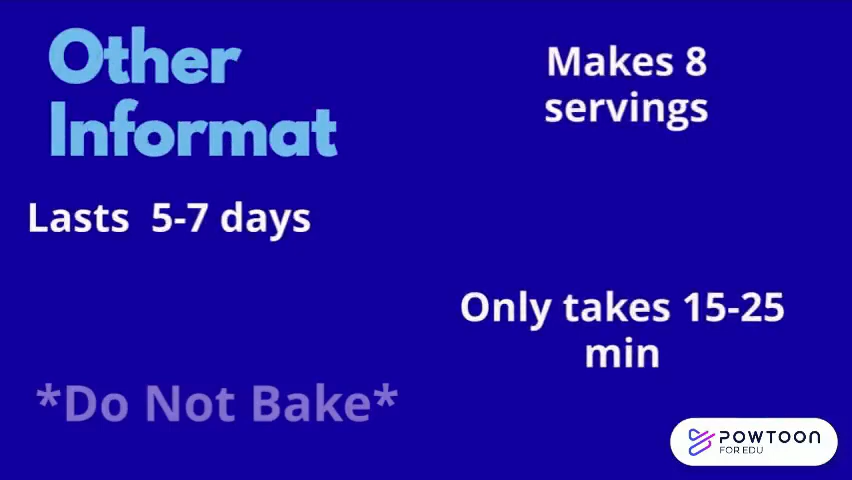 Other
Informat
Makes 8
servings
Lasts  5-7 days
Only takes 15-25
min
*Do Not Bake*
POWTOON
FOR EDU